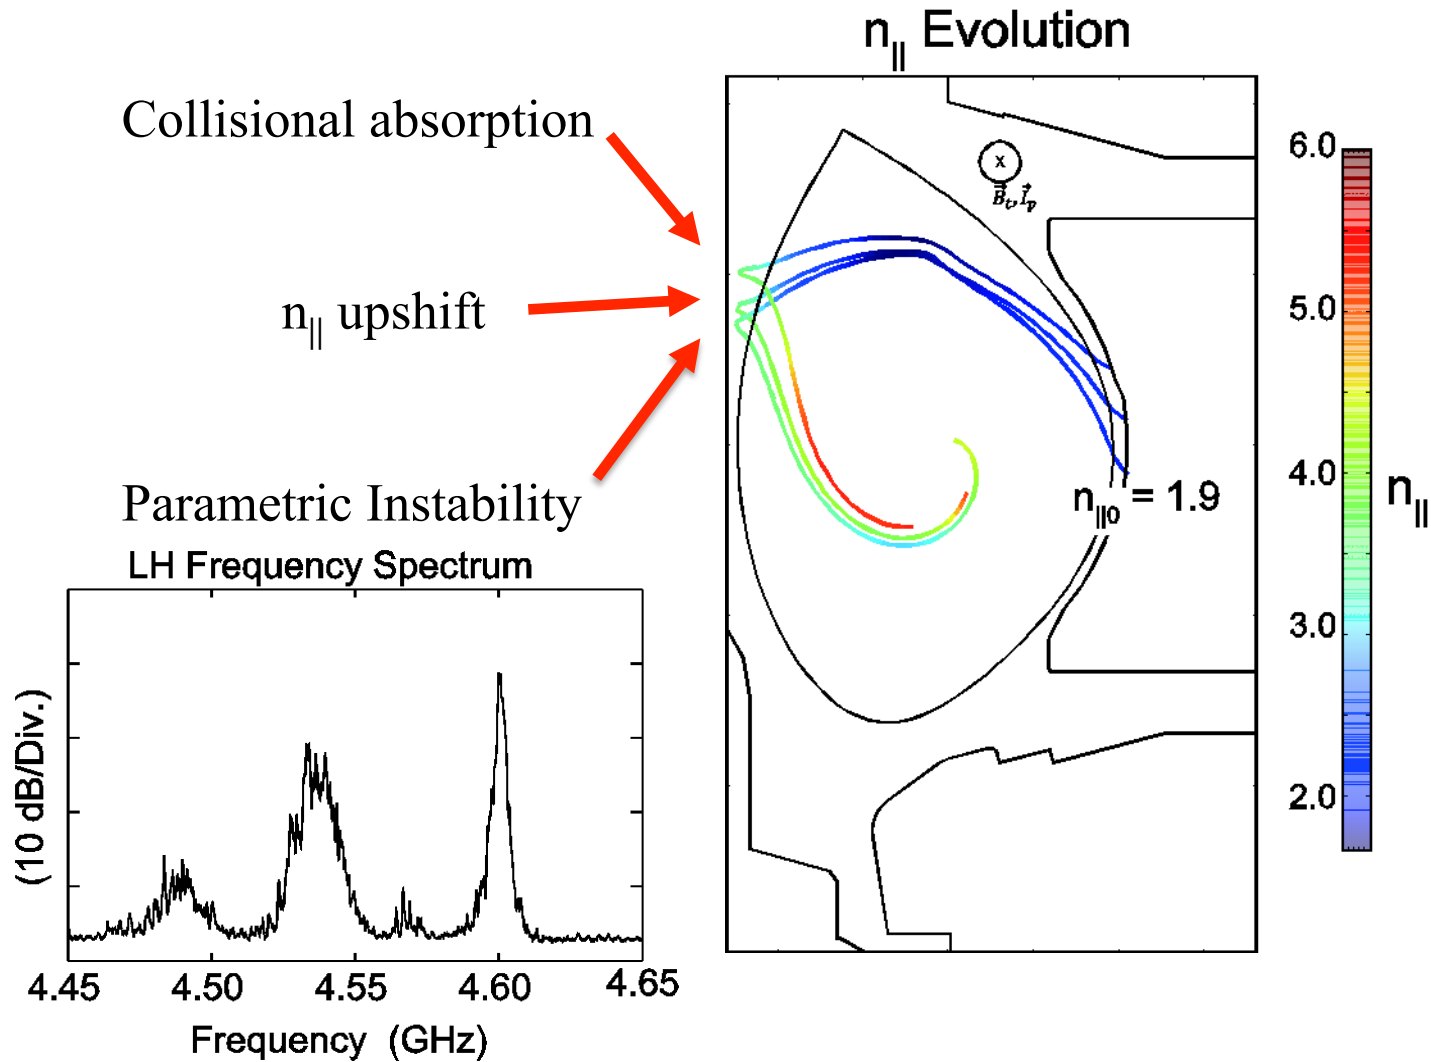 n|| Evolution
Collisional absorption
n|| upshift
Parametric Instability
x
B⃗t, I⃗p
n||0 = 1.9
6.0
5.0
4.0
3.0
2.0
n||
LH Frequency Spectrum
(10 dB/Div.)
4.45 4.50 4.55 4.60 4.65
Frequency (GHz)